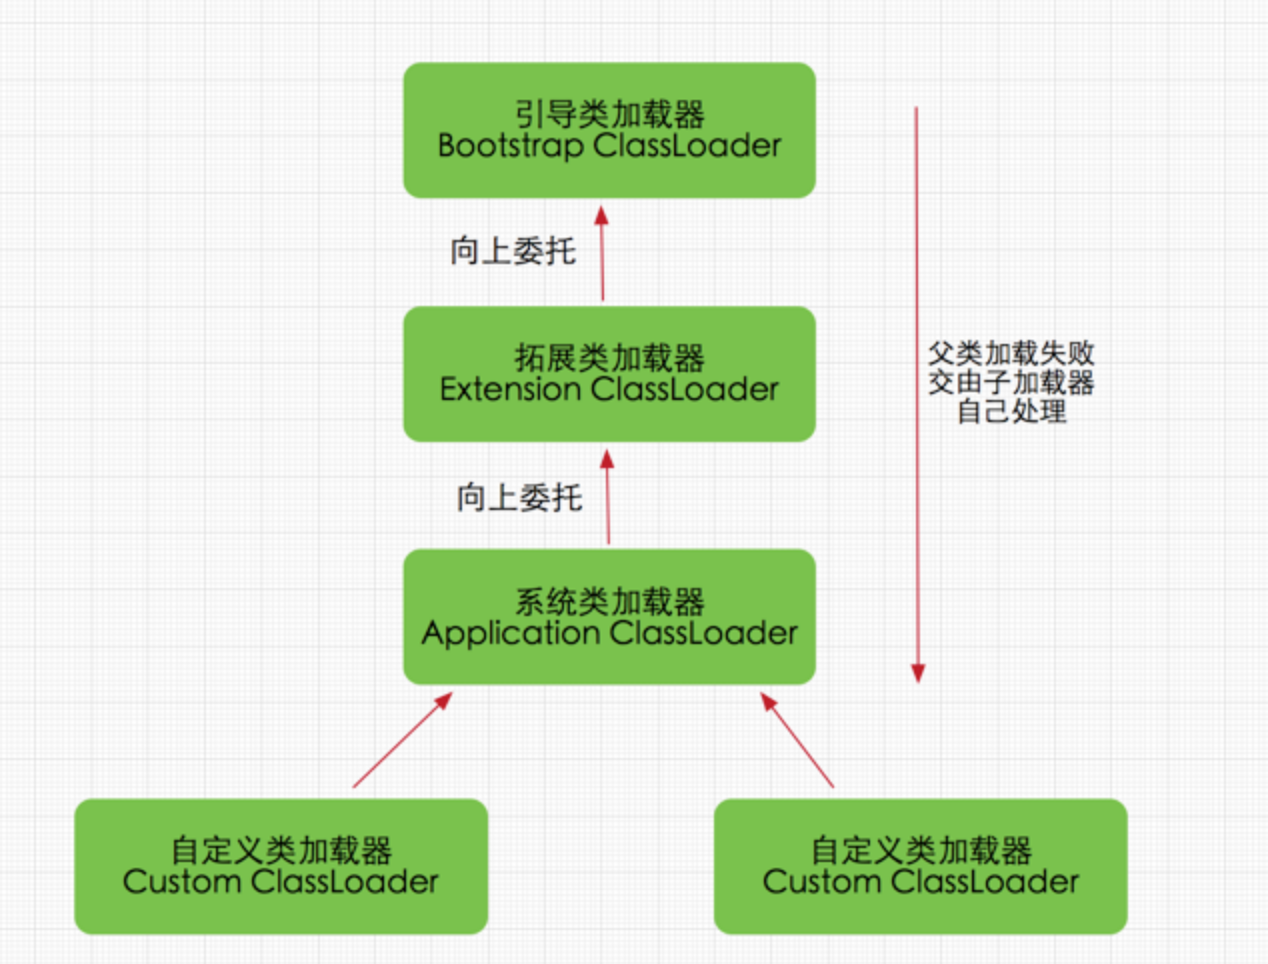 引导类加载器
Bootstrap ClassLoader
向上委托
拓展类加载器
Extension ClassLoader
父类加载失败
交由子加载器
自己处理
向上委托
系统类加载器
Application ClassLoader
自定义类加载器
Custom ClassLoader
自定义类加载器
Custom ClassLoader